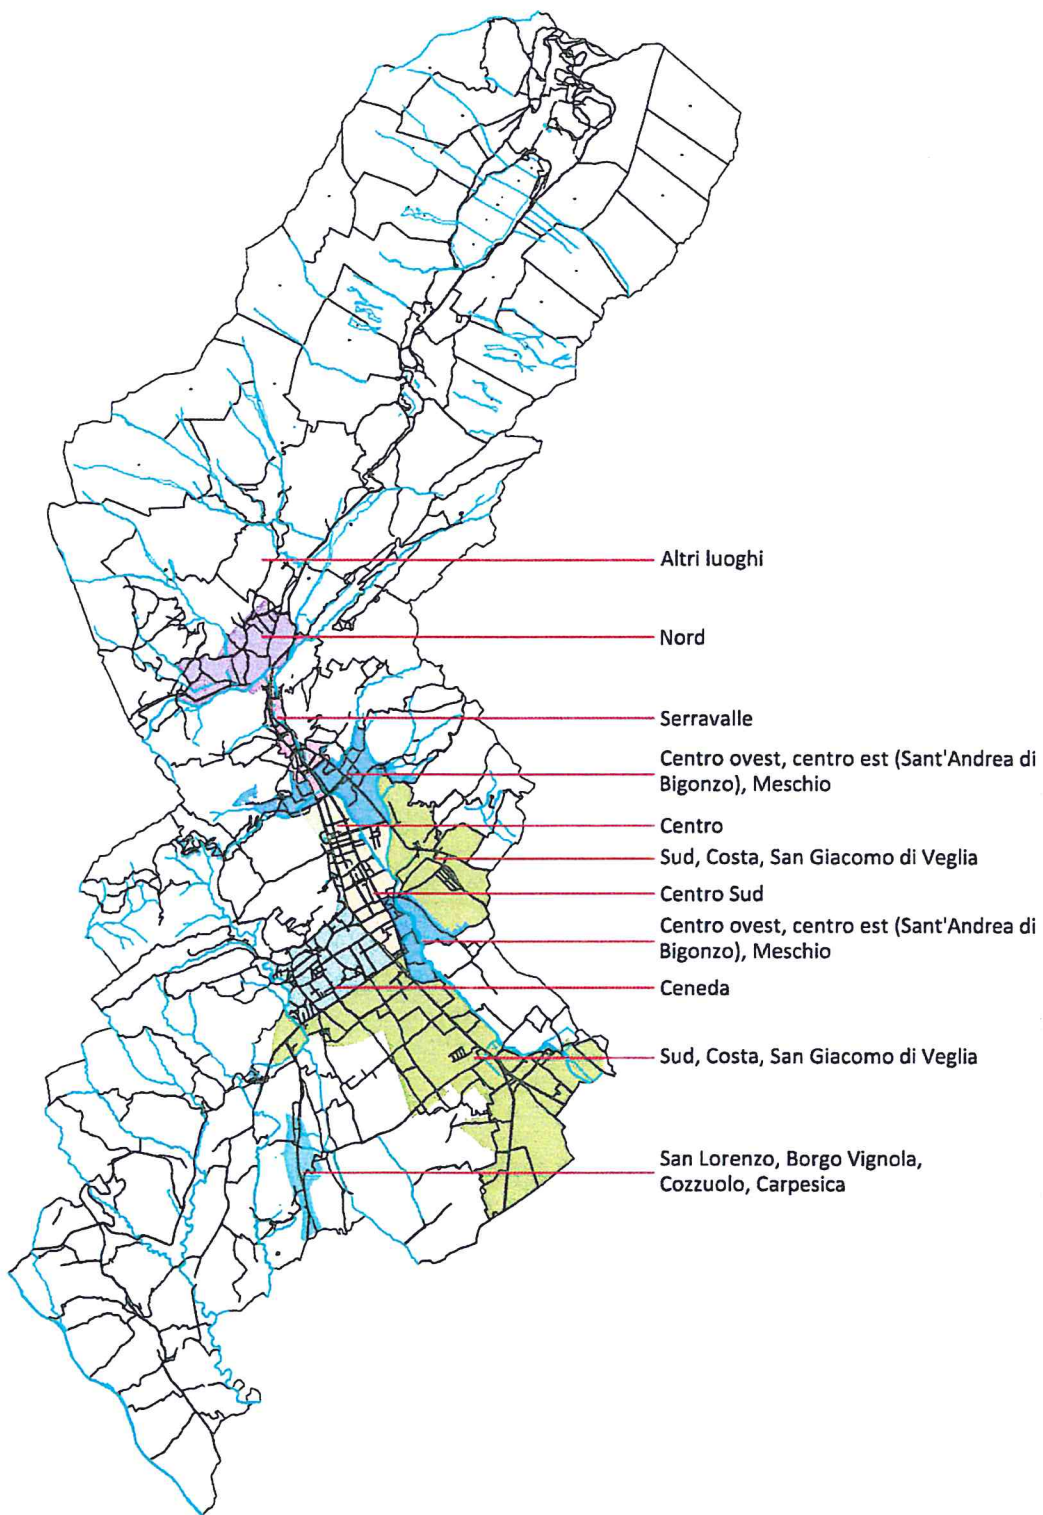 Altri luoghi
Nord
Serravalle
Centro ovest, centro est (Sant'Andrea di
Bigonzo), Meschio
Centro
Sud, Costa, San Giacomo di Veglia
Centro Sud
Centro ovest, centro est (Sant'Andrea di
Bigonzo), Meschio
Ceneda
Sud, Costa, San Giacomo di Veglia
San Lorenzo, Borgo Vignola,
Cozzuolo, Carpesica